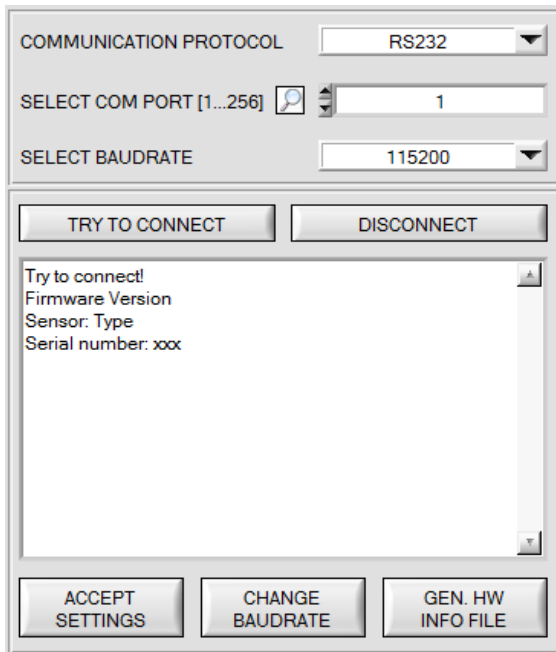 COMMUNICATION PROTOCOL RS232
SELECT COM PORT [1...256] 1
SELECT BAUDRATE 115200
TRY TO CONNECT DISCONNECT
Try to connect!
Firmware Version
Sensor: Type
Serial number: xxx
ACCEPT SETTINGS
CHANGE BAUDRATE
GEN. HW INFO FILE